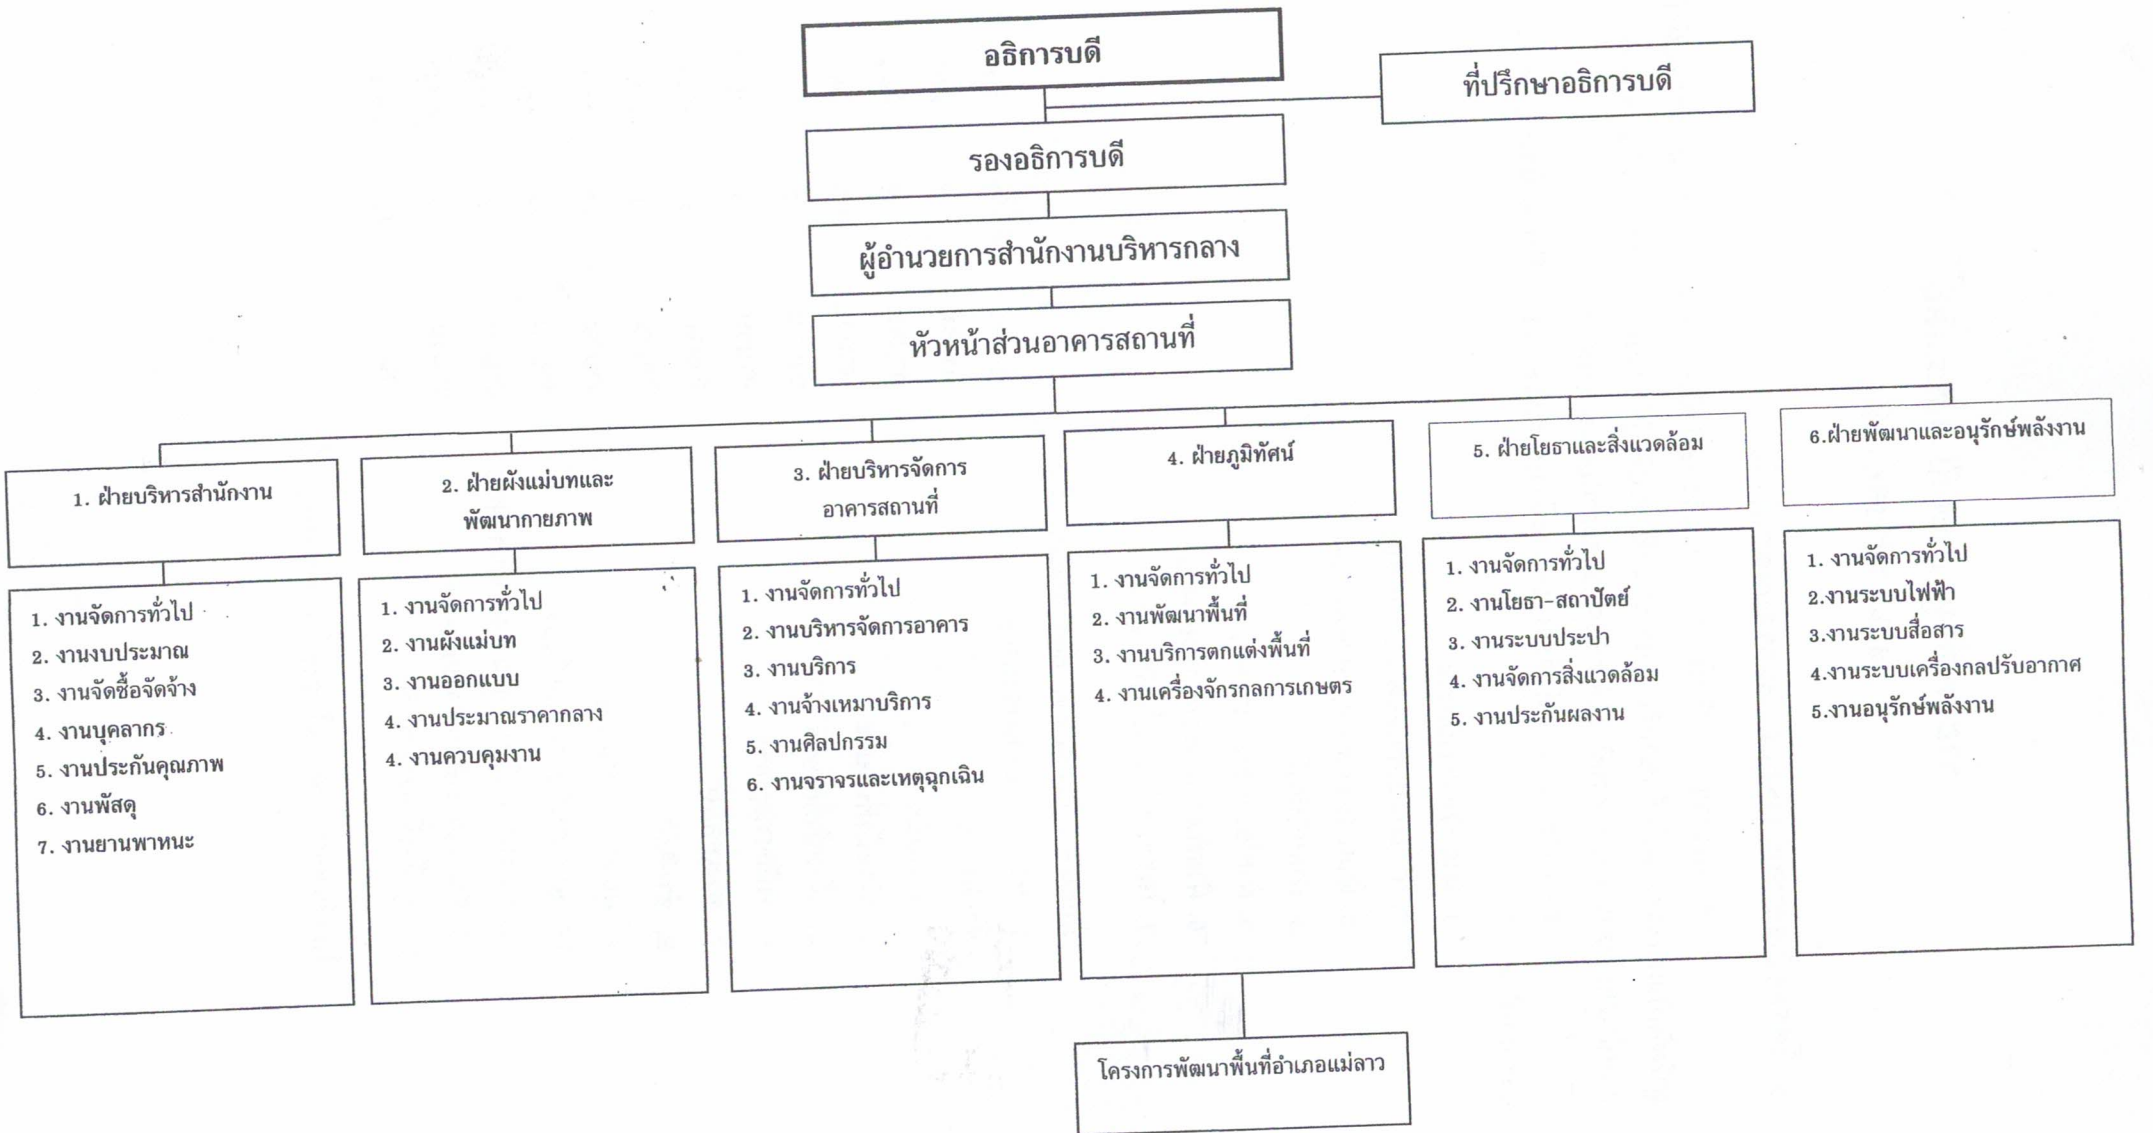 อธิการบดี
ที่ปรึกษาอธิการบดี
รองอธิการบดี
ผู้อำนวยการสำนักงานบริหารกลาง
หัวหน้าส่วนอาคารสถานที่
1. ฝ่ายบริหารสำนักงาน
1. งานจัดการทั่วไป
2. งานงบประมาณ
3. งานจัดซื้อจัดจ้าง
4. งานบุคลากร
5. งานประกันคุณภาพ
6. งานพัสดุ
7. งานยานพาหนะ
2. ฝ่ายผังแม่บทและ
พัฒนากายภาพ
1. งานจัดการทั่วไป
2. งานผังแม่บท
3. งานออกแบบ
4. งานประมาณราคากลาง
4. งานควบคุมงาน
3. ฝ่ายบริหารจัดการ
อาคารสถานที่
1. งานจัดการทั่วไป
2. งานบริหารจัดการอาคาร
3. งานบริการ
4. งานจ้างเหมาบริการ
5. งานศิลปกรรม
6. งานจราจรและเหตุฉุกเฉิน
4. ฝ่ายภูมิทัศน์
1. งานจัดการทั่วไป
2. งานพัฒนาพื้นที่
3. งานบริการตกแต่งพื้นที่
4. งานเครื่องจักรกลการเกษตร
โครงการพัฒนาพื้นที่อำเภอแม่ลาว
5. ฝ่ายโยธาและสิ่งแวดล้อม
1. งานจัดการทั่วไป
2. งานโยธา-สถาปัตย์
3. งานระบบประปา
4. งานจัดการสิ่งแวดล้อม
5. งานประกันผลงาน
6.ฝ่ายพัฒนาและอนุรักษ์พลังงาน
1. งานจัดการทั่วไป
2.งานระบบไฟฟ้า
3.งานระบบสื่อสาร
4.งานระบบเครื่องกลปรับอากาศ
5.งานอนุรักษ์พลังงาน